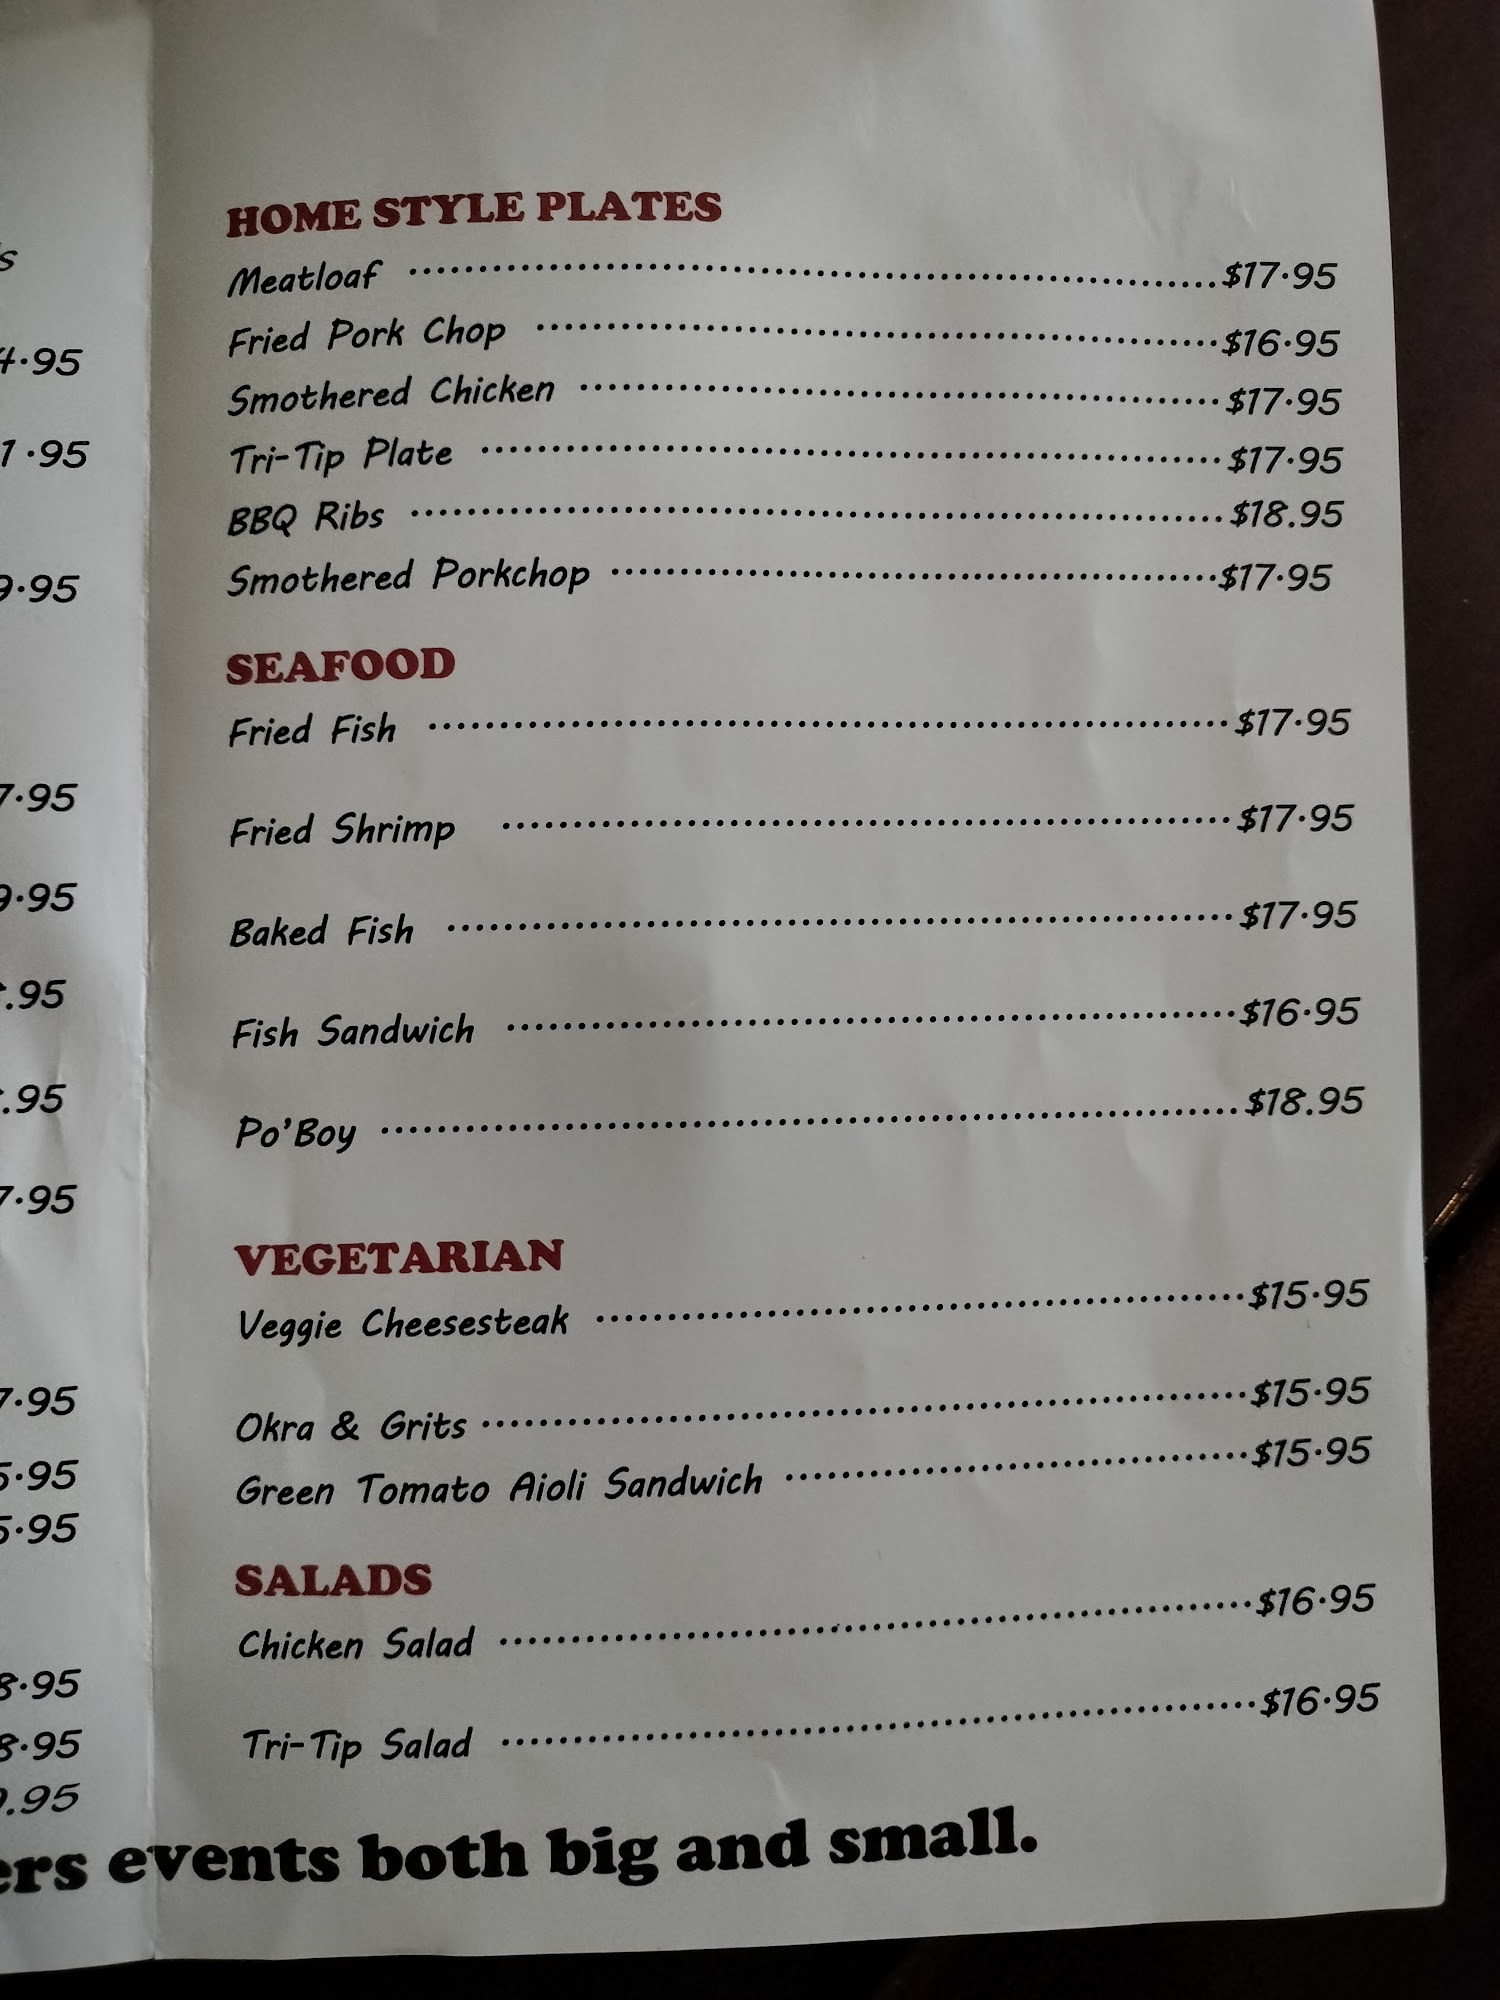 HOME STYLE PLATES
Meatloaf ........ $17.95
Fried Pork Chop ........ $16.95
Smothered Chicken ........ $17.95
Tri-Tip Plate ........ $17.95
BBQ Ribs ........ $18.95
Smothered Porkchop ........ $17.95
SEAFOOD
Fried Fish ........ $17.95
Fried Shrimp ........ $17.95
Baked Fish ........ $17.95
Fish Sandwich ........ $16.95
Po'Boy ........ $18.95
VEGETARIAN
Veggie Cheesesteak ........ $15.95
Okra & Grits ........ $15.95
Green Tomato Aioli Sandwich ........ $15.95
SALADS
Chicken Salad ........ $16.95
Tri-Tip Salad ........ $16.95
events both big and small.